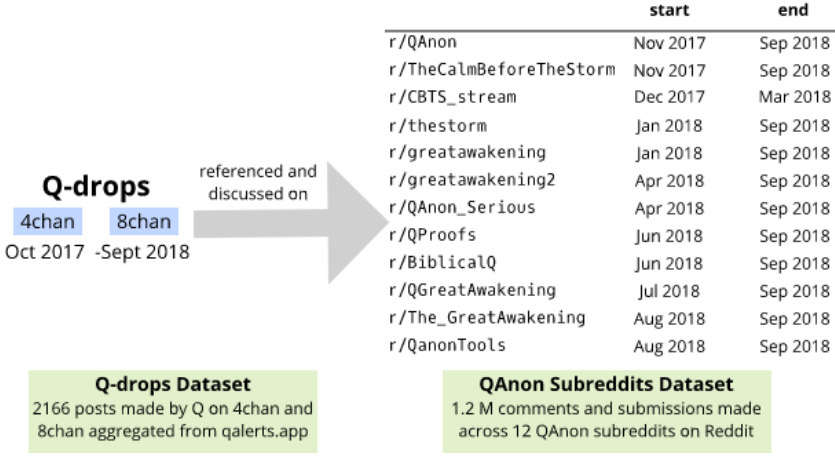 start end
r/QAnon Nov 2017 Sep 2018
r/TheCalmBeforeTheStorm Nov 2017 Sep 2018
r/CBTS_stream Dec 2017 Mar 2018
r/thestorm Jan 2018 Sep 2018
r/greatawakening Jan 2018 Sep 2018
r/greatawakening2 Apr 2018 Sep 2018
r/QAnon_Serious Apr 2018 Sep 2018
r/QProofs Jun 2018 Sep 2018
r/BiblicalQ Jun 2018 Sep 2018
r/QGreatAwakening Jul 2018 Sep 2018
r/The_GreatAwakening Aug 2018 Sep 2018
r/QanonTools Aug 2018 Sep 2018
Q-drops
4chan 8chan
Oct 2017 -Sept 2018
referenced and
discussed on
Q-drops Dataset
2166 posts made by Q on 4chan and
8chan aggregated from qalerts.app
QAnon Subreddits Dataset
1.2 M comments and submissions made
across 12 QAnon subreddits on Reddit